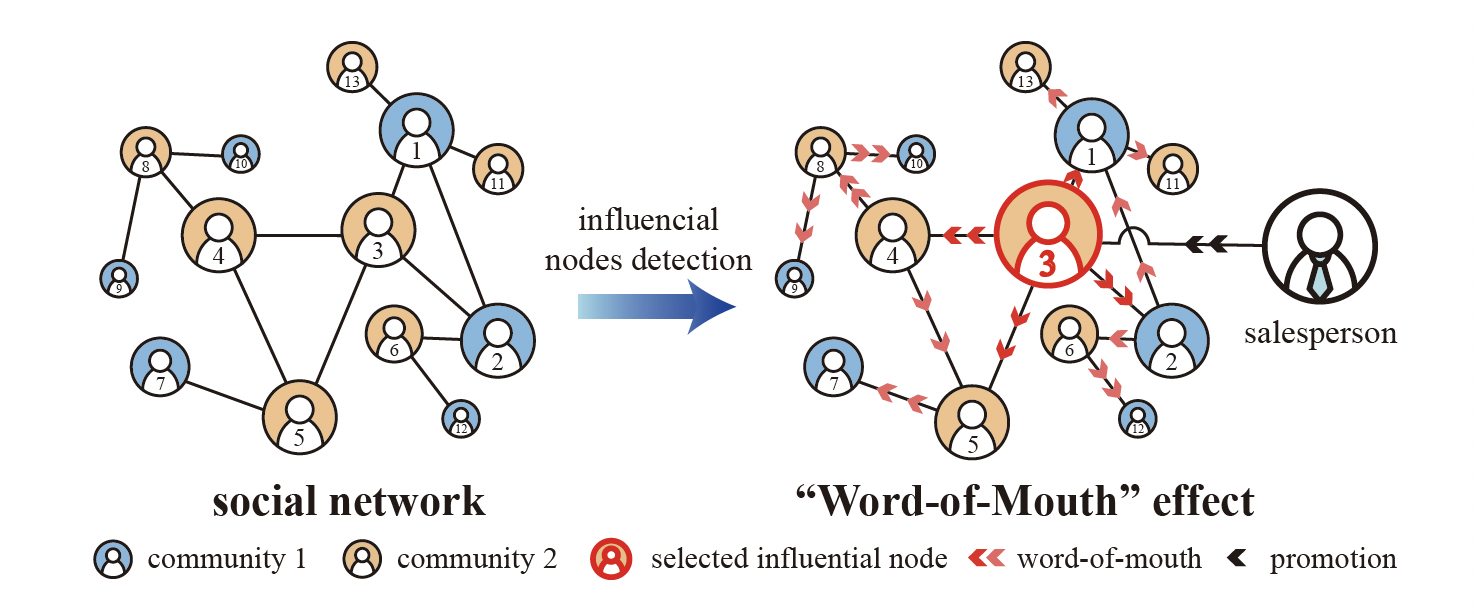 13
1
8
10
11
4
3
9
6
2
7
5
12
social network
influencial
nodes detection
13
1
8
10
11
4
3
9
6
2
7
5
12
salesperson
“Word-of-Mouth” effect
community 1
community 2
selected influential node
word-of-mouth
promotion